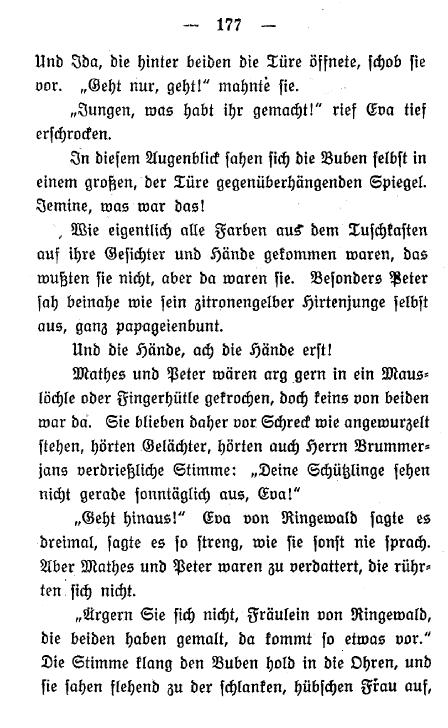 — 177 —
Und Ida, die hinter beiden die Türe öffnete, schob sie
vor. „Geht nur, geht!“ mahnte sie.
„Jungen, was habt ihr gemacht!“ rief Eva tief
erschrocken.
In diesem Augenblick sahen sich die Buben selbst in
einem großen, der Türe gegenüberhängenden Spiegel.
Jemine, was war das!
Wie eigentlich alle Farben aus dem Tuschkasten
auf ihre Gesichter und Hände gekommen waren, das
wußten sie nicht, aber da waren sie. Besonders Peter
sah beinahe wie sein zitronengelber Hirtenjunge selbst
aus, ganz papageienbunt.
Und die Hände, ach die Hände erst!
Mathes und Peter wären arg gern in ein Maus-
löchle oder Fingerhütle gekrochen, doch keins von beiden
war da. Sie blieben daher vor Schreck wie angewurzelt
stehen, hörten Gelächter, hörten auch Herrn Brummer-
jans verdrießliche Stimme: „Deine Schützlinge sehen
nicht gerade sonntäglich aus, Eva!“
„Geht hinaus!“ Eva von Ringewald sagte es
dreimal, sagte es so streng, wie sie sonst nie sprach.
Aber Mathes und Peter waren zu verdattert, die rühr-
ten sich nicht.
„Ärgern Sie sich nicht, Fräulein von Ringewald,
die beiden haben gemalt, da kommt so etwas vor.“
Die Stimme klang den Buben hold in die Ohren, und
sie sahen flehend zu der schlanken, hübschen Frau auf,